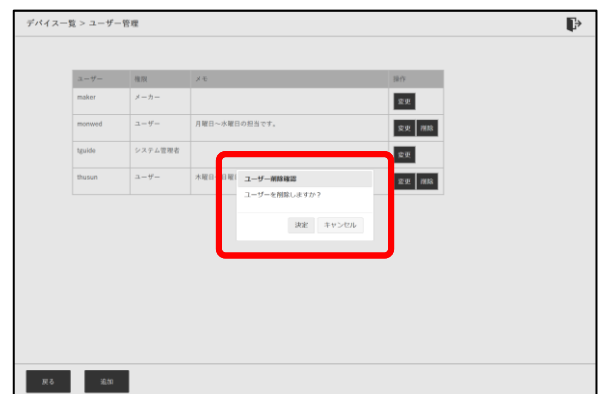 デバイス一覧 > ユーザー管理
ユーザー 種別 メモ 操作
maker メーカー 変更
monwed ユーザー 月曜日～水曜日の担当です。 変更 削除
tguide システム管理者 変更
thusun ユーザー 木曜日 日曜 変更 削除
ユーザー削除確認
ユーザーを削除しますか？
決定 キャンセル
戻る 追加